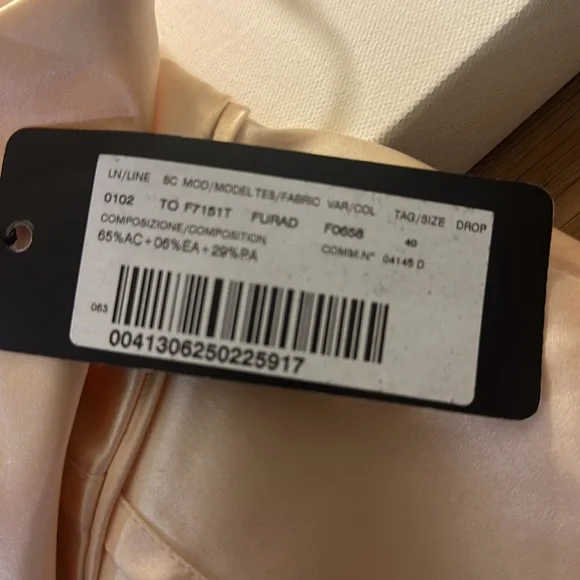 LN/LINE SC MOD/MODEL TES/FABRIC VAR/COL TAG/SIZE DROP
0102 TO F7151T FURAD F0658 40
COMPOSIZIONE/COMPOSITION COMM.N° 04145 D
65%AC+06%EA+29%PA
063
0041306250225917